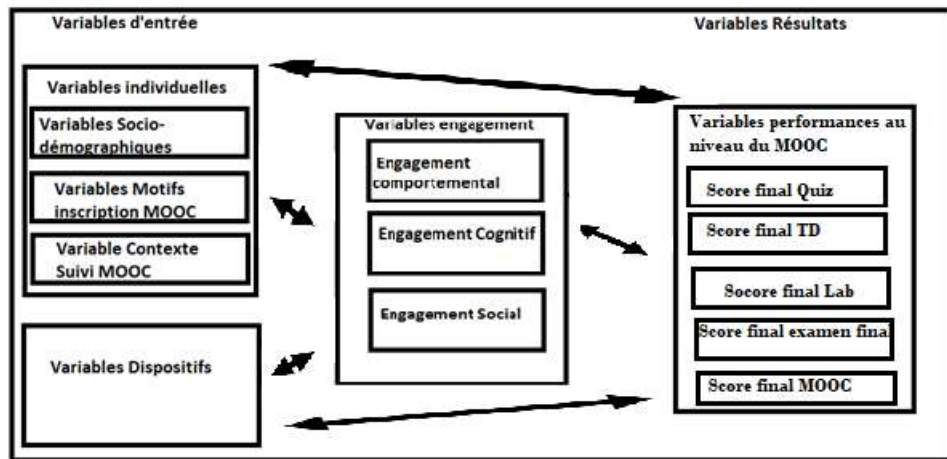 Variables d'entrée
Variables Résultats
Variables individuelles
Variables Socio-
démographiques
Variables Motifs
inscription MOOC
Variable Contexte
Suivi MOOC
Variables Dispositifs
Variables engagement
Engagement
comportemental
Engagement Cognitif
Engagement Social
Variables performances au
niveau du MOOC
Score final Quiz
Score final TD
Socore final Lab
Score final examen final
Score final MOOC